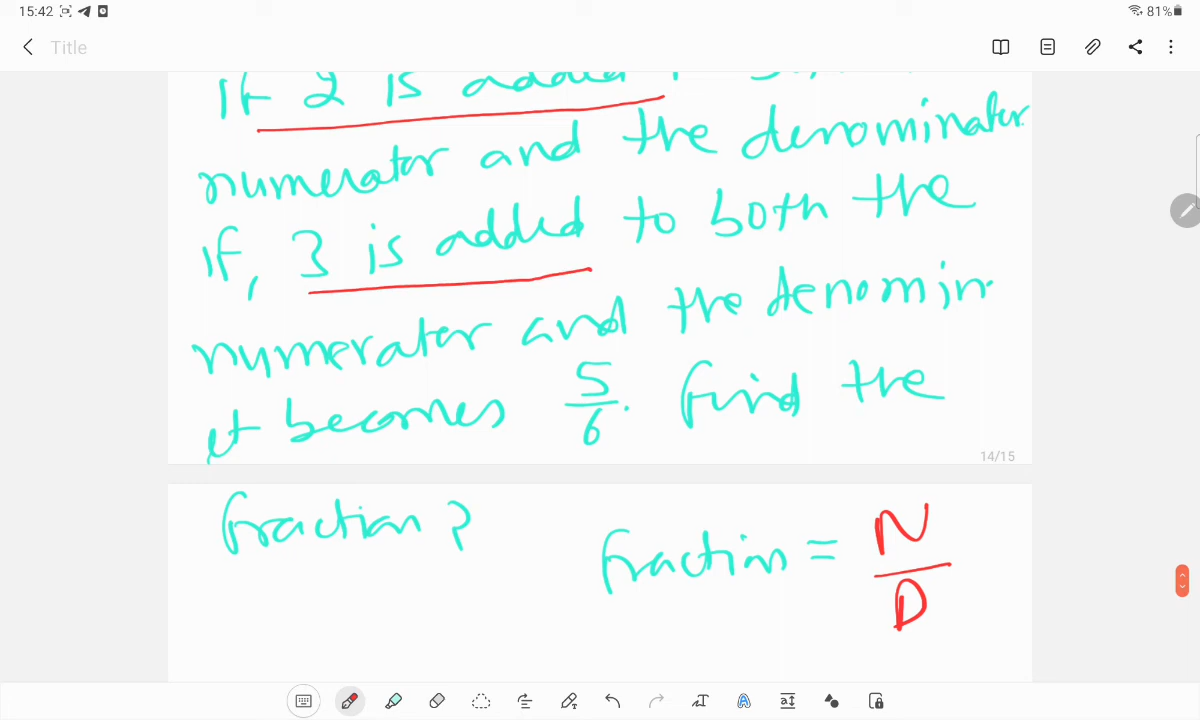 15:42
81%
Title
If 2 is added
numerator and the denominator
if, 3 is added to both the
numerator and the denomin
it becomes 5/6. find the
14/15
fraction ?
fraction = N/D